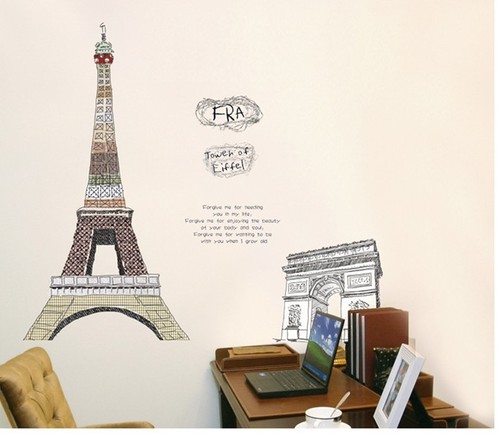 FRA
Tower of
Eiffel
Forgive me for needing
you in my life;
Forgive me for enjoying the beauty
of your body and soul;
Forgive me for wanting to be
with you when I grow old.